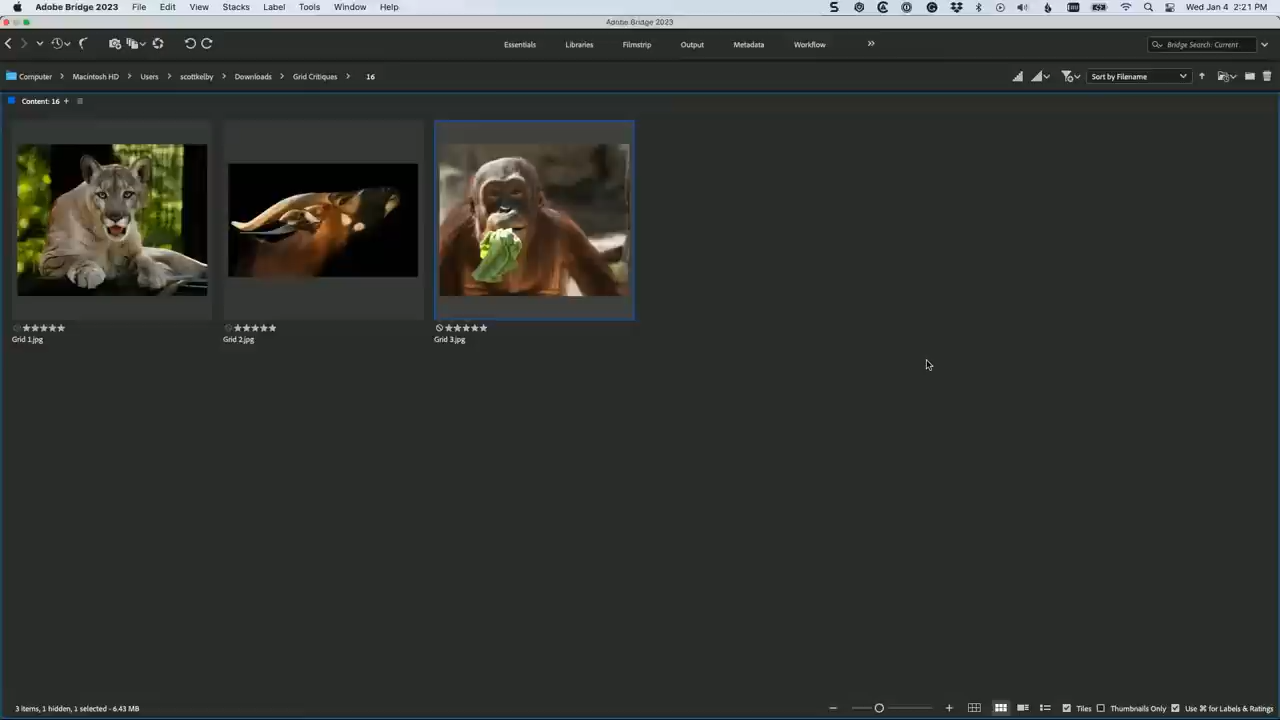 Adobe Bridge 2023 File Edit View Stacks Label Tools Window Help Wed Jan 4 2:21 PM
Adobe Bridge 2023
Essentials Libraries Filmstrip Output Metadata Workflow Bridge Search: Current
Computer Macintosh HD Users scottkelby Downloads Grid Critiques 16 Sort by Filename
Content: 16
Grid 1.jpg Grid 2.jpg Grid 3.jpg
3 items, 1 hidden, 1 selected - 6.43 MB Tiles Thumbnails Only Use ⌘ for Labels & Ratings